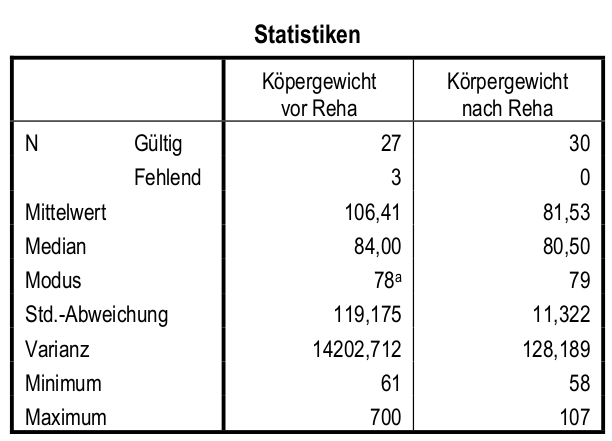 Statistiken
Köpergewicht vor Reha Körpergewicht nach Reha
N Gültig 27 30
Fehlend 3 0
Mittelwert 106,41 81,53
Median 84,00 80,50
Modus 78a 79
Std.-Abweichung 119,175 11,322
Varianz 14202,712 128,189
Minimum 61 58
Maximum 700 107